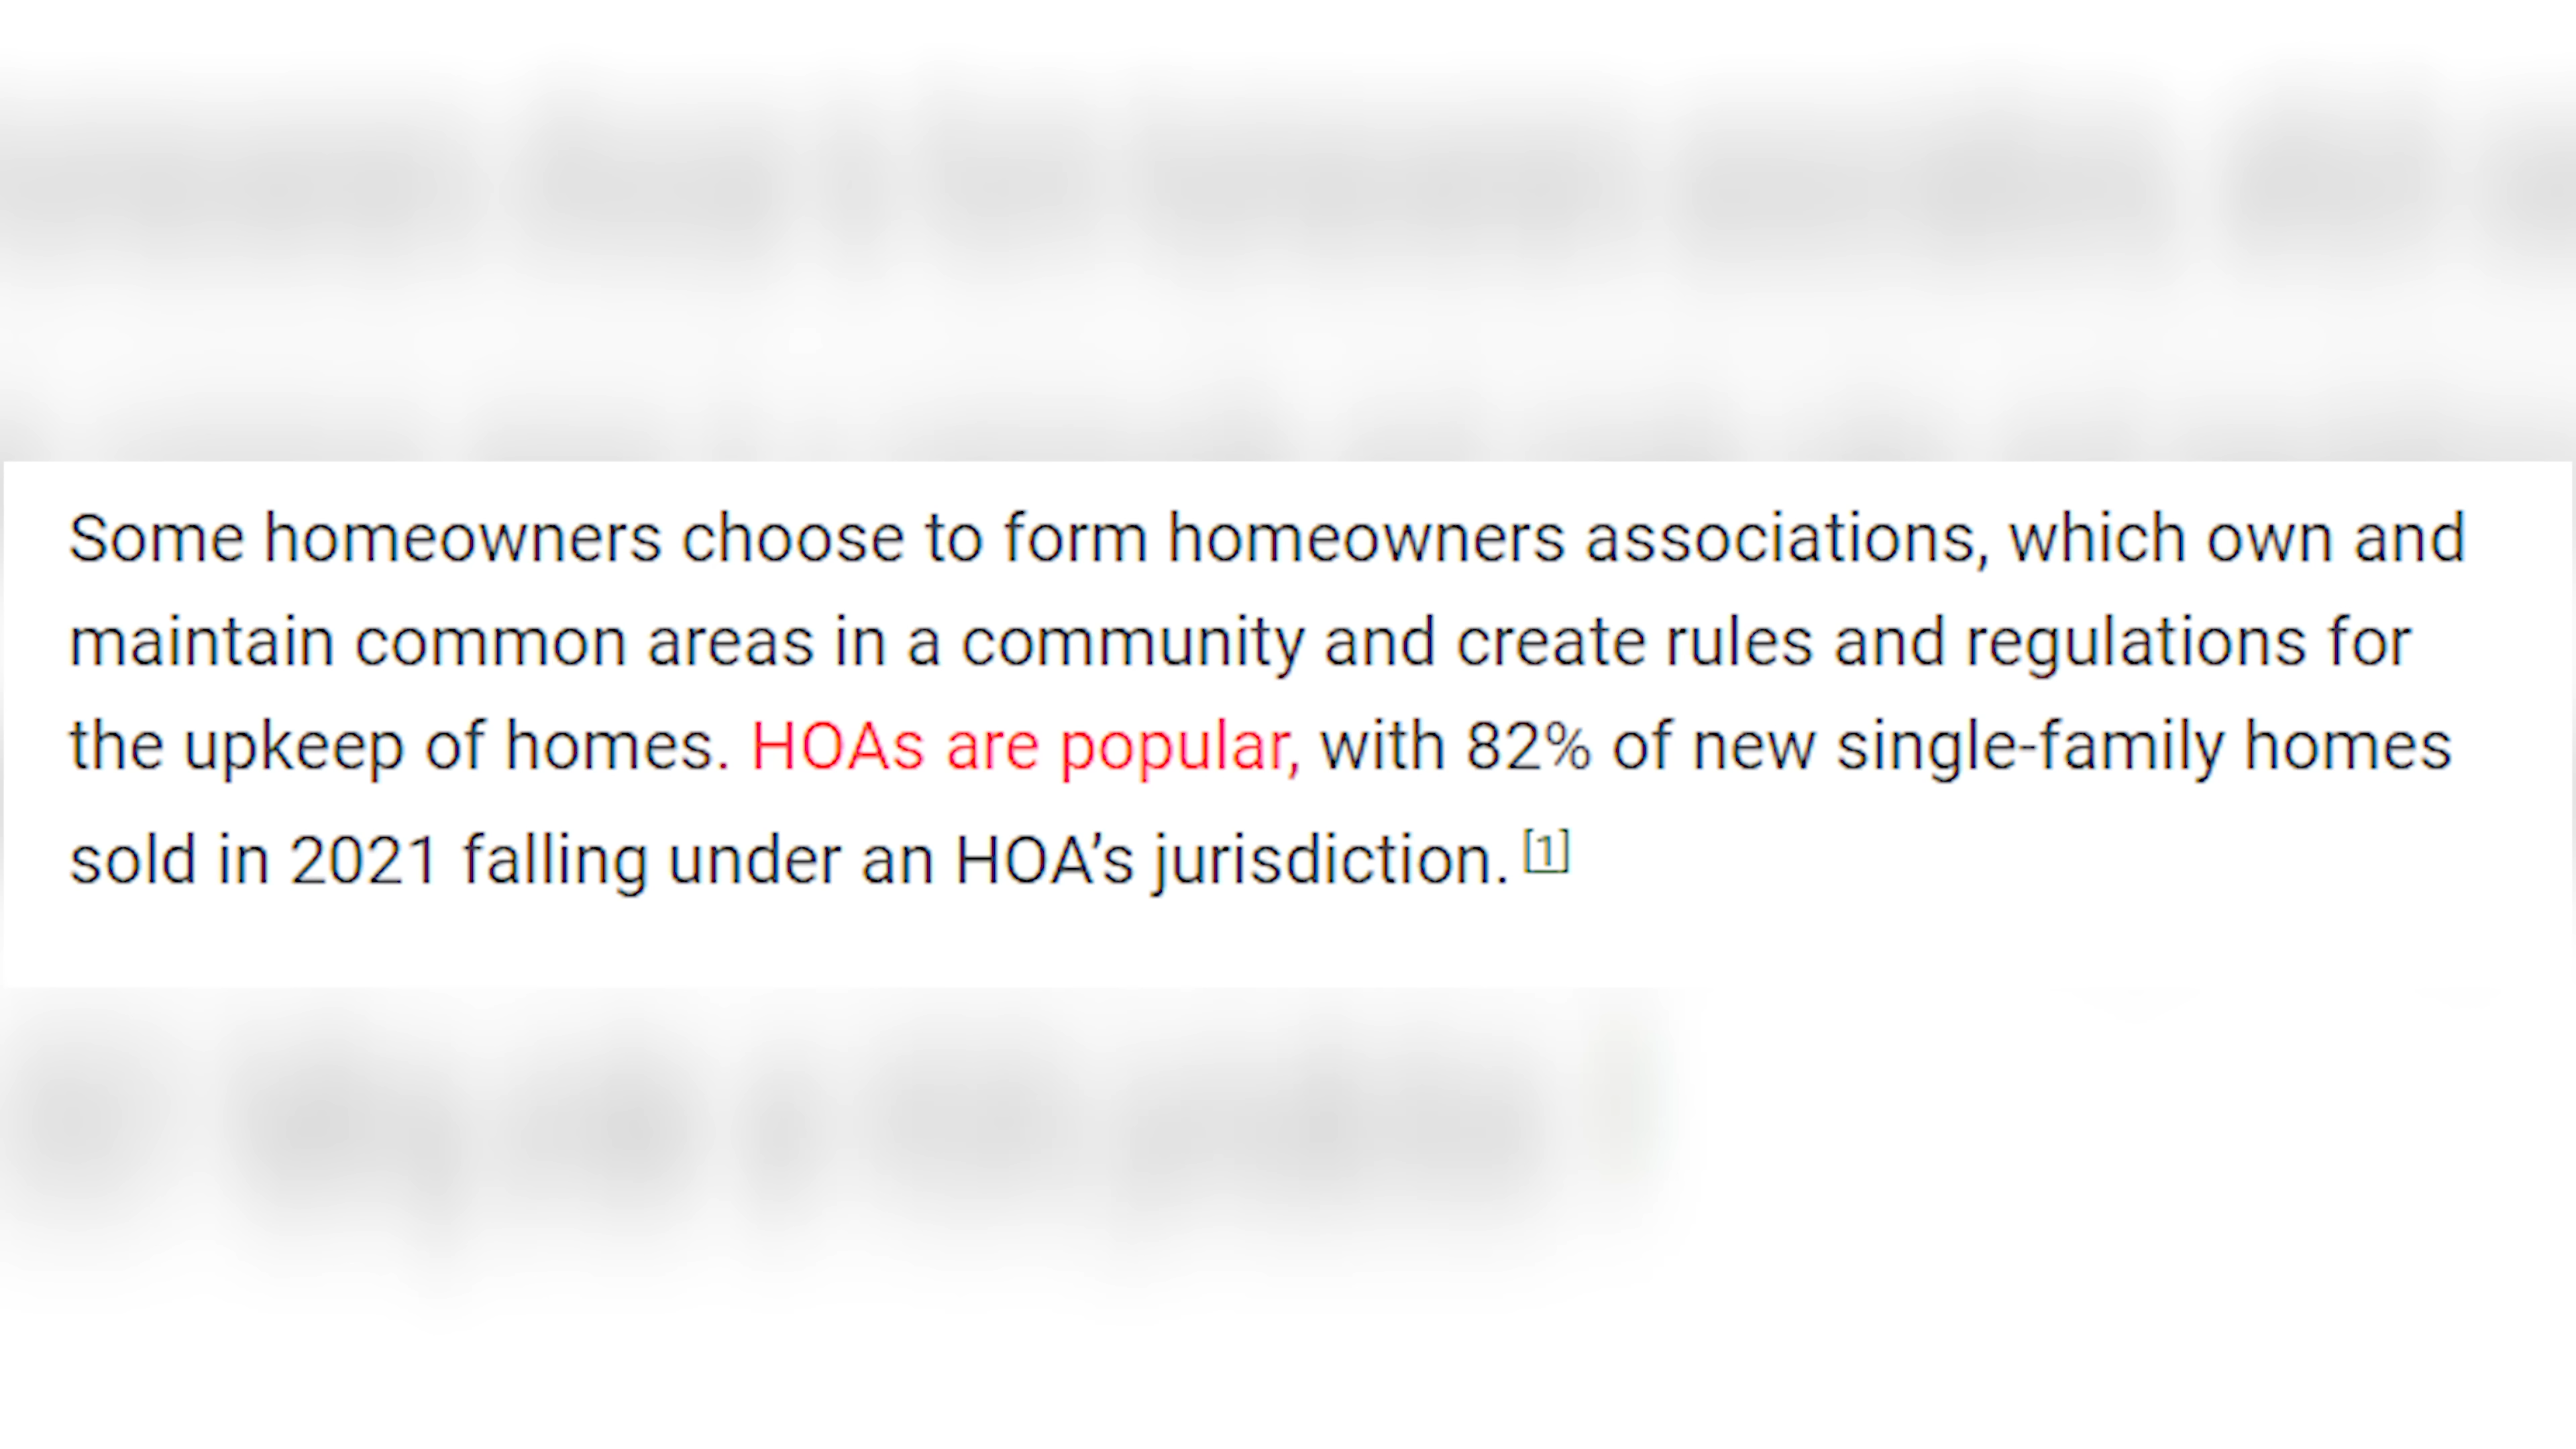 Some homeowners choose to form homeowners associations, which own and
maintain common areas in a community and create rules and regulations for
the upkeep of homes. HOAs are popular, with 82% of new single-family homes
sold in 2021 falling under an HOA’s jurisdiction. [1]